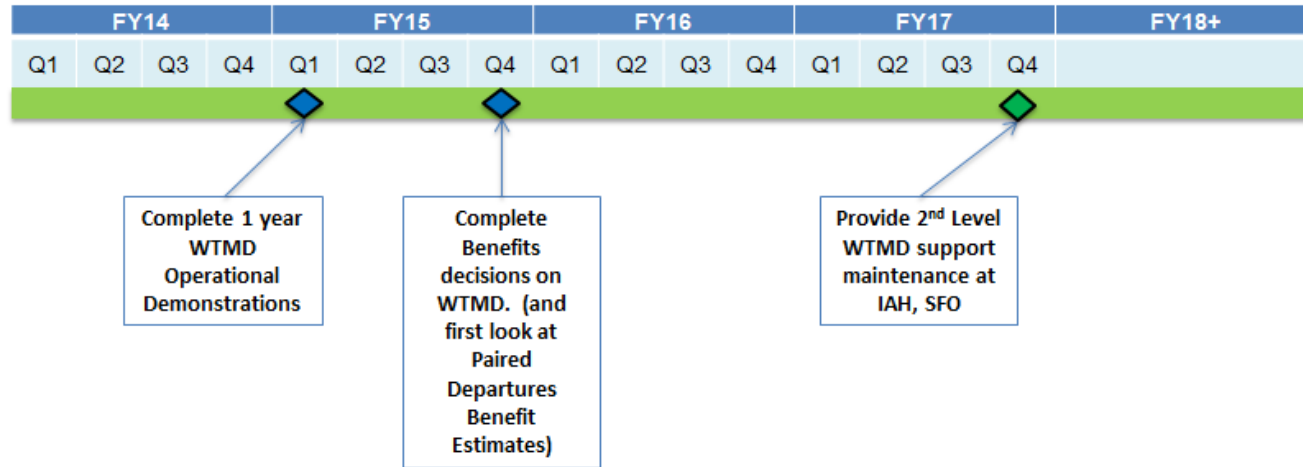 FY14 FY15 FY16 FY17 FY18+
Q1 Q2 Q3 Q4 Q1 Q2 Q3 Q4 Q1 Q2 Q3 Q4 Q1 Q2 Q3 Q4
Complete 1 year
WTMD
Operational
Demonstrations
Complete
Benefits
decisions on
WTMD. (and
first look at
Paired
Departures
Benefit
Estimates)
Provide 2nd Level
WTMD support
maintenance at
IAH, SFO